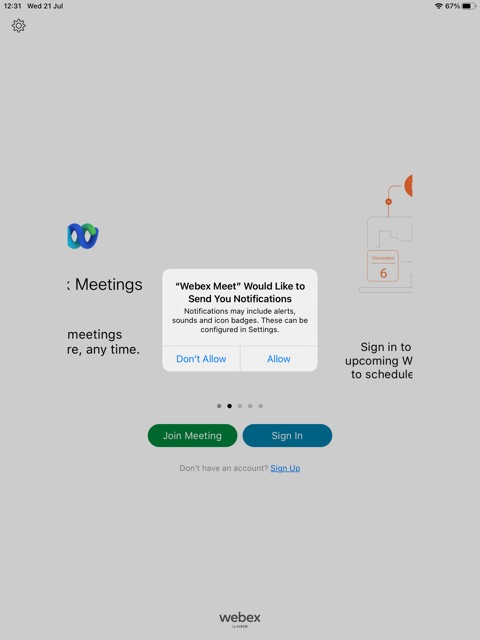 12:31 Wed 21 Jul
67%
: Meetings
meetings
re, any time.
December
6
Sign in to
upcoming W
to schedule
“Webex Meet” Would Like to
Send You Notifications
Notifications may include alerts,
sounds and icon badges. These can be
configured in Settings.
Don't Allow
Allow
Join Meeting
Sign In
Don't have an account? Sign Up
webex
by CISCO